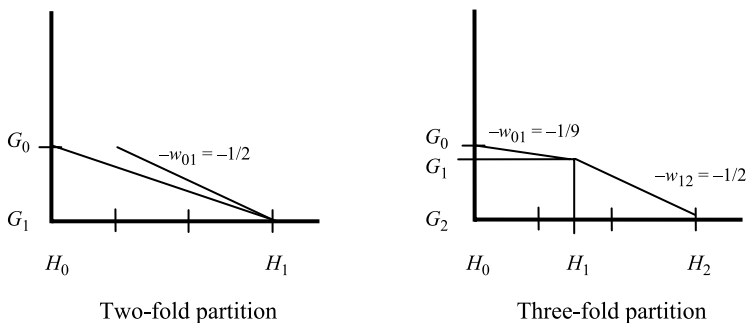 G0
–w01 = –1/2
G1
H0
H1
Two-fold partition
G0
–w01 = –1/9
G1
–w12 = –1/2
G2
H0
H1
H2
Three-fold partition